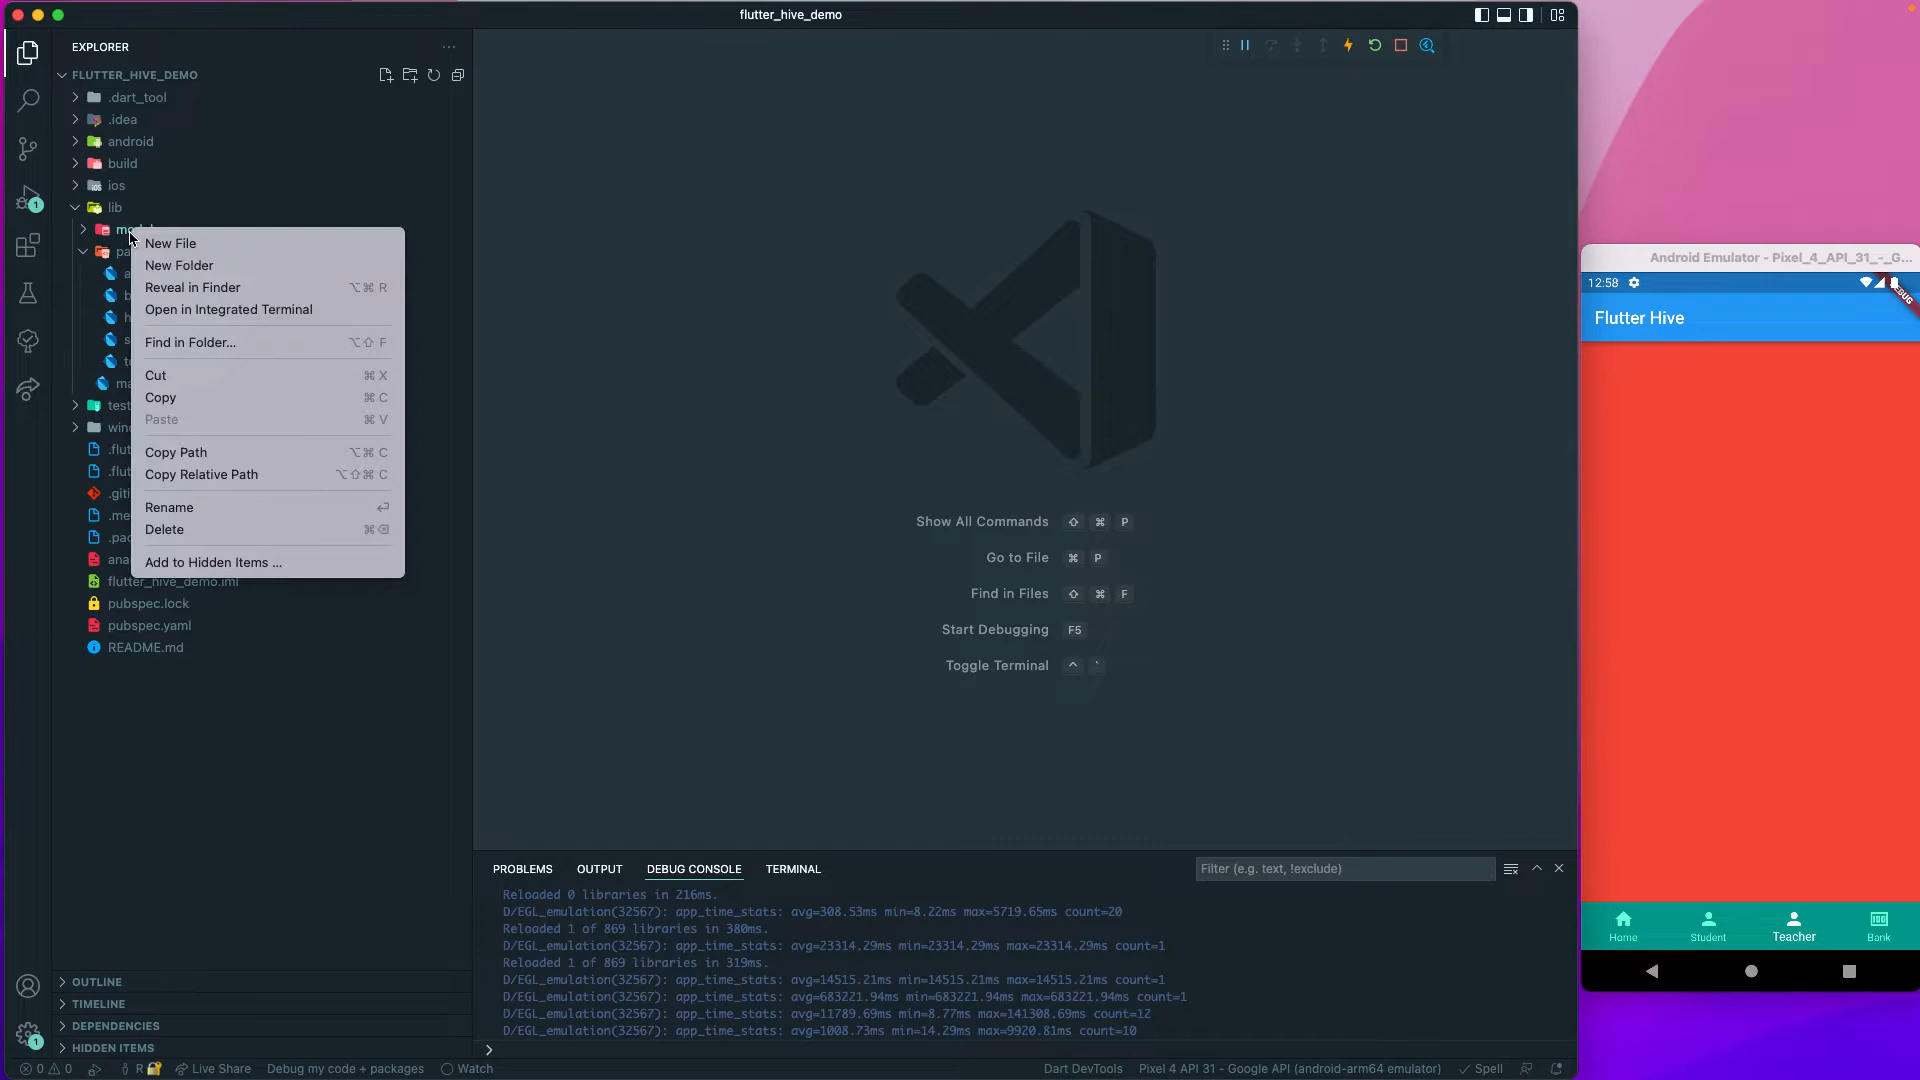 flutter_hive_demo
EXPLORER
FLUTTER_HIVE_DEMO
.dart_tool
.idea
android
build
ios
lib
test
New File
New Folder
Reveal in Finder ⌥⌘ R
Open in Integrated Terminal
Find in Folder... ⌥⇧ F
Cut ⌘ X
Copy ⌘ C
Paste ⌘ V
Copy Path ⌥⌘ C
Copy Relative Path ⌥⇧⌘ C
Rename ⏎
Delete ⌘⌫
Add to Hidden Items ...
flutter_hive_demo.iml
pubspec.lock
pubspec.yaml
README.md
OUTLINE
TIMELINE
DEPENDENCIES
HIDDEN ITEMS
Show All Commands ⇧ ⌘ P
Go to File ⌘ P
Find in Files ⇧ ⌘ F
Start Debugging F5
Toggle Terminal ^ `
PROBLEMS OUTPUT DEBUG CONSOLE TERMINAL Filter (e.g. text, !exclude)
Reloaded 0 libraries in 216ms.
D/EGL_emulation(32567): app_time_stats: avg=308.53ms min=8.22ms max=5719.65ms count=20
Reloaded 1 of 869 libraries in 380ms.
D/EGL_emulation(32567): app_time_stats: avg=23314.29ms min=23314.29ms max=23314.29ms count=1
Reloaded 1 of 869 libraries in 319ms.
D/EGL_emulation(32567): app_time_stats: avg=14515.21ms min=14515.21ms max=14515.21ms count=1
D/EGL_emulation(32567): app_time_stats: avg=683221.94ms min=683221.94ms max=683221.94ms count=1
D/EGL_emulation(32567): app_time_stats: avg=11789.69ms min=8.77ms max=141308.69ms count=12
D/EGL_emulation(32567): app_time_stats: avg=1008.73ms min=14.29ms max=9920.81ms count=10
0 0 R Live Share Debug my code + packages Watch Dart DevTools Pixel 4 API 31 - Google API (android-arm64 emulator) Spell
1
1
Android Emulator - Pixel_4_API_31_-_G...
12:58
DEBUG
Flutter Hive
Home Student Teacher Bank